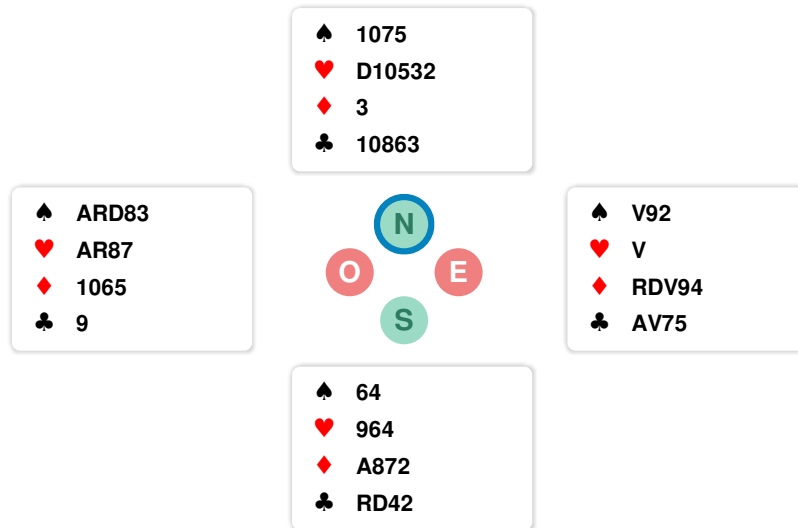 ♠ 1075
♥ D10532
♦ 3
♣ 10863
♠ ARD83
♥ AR87
♦ 1065
♣ 9
N
O E
S
♠ V92
♥ V
♦ RDV94
♣ AV75
♠ 64
♥ 964
♦ A872
♣ RD42